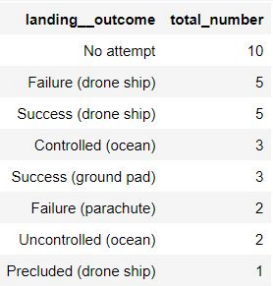 landing__outcome total_number
No attempt 10
Failure (drone ship) 5
Success (drone ship) 5
Controlled (ocean) 3
Success (ground pad) 3
Failure (parachute) 2
Uncontrolled (ocean) 2
Precluded (drone ship) 1